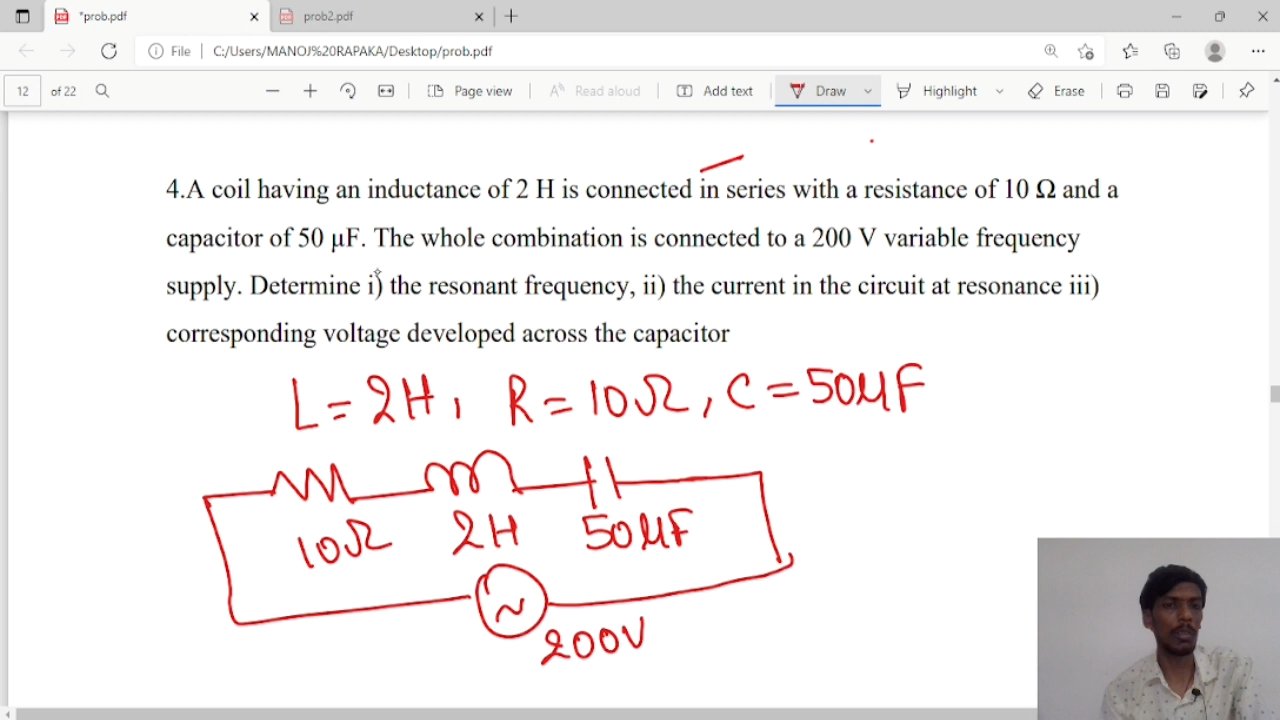 *prob.pdf
prob2.pdf
File
C:/Users/MANOJ%20RAPAKA/Desktop/prob.pdf
12 of 22
Page view
Read aloud
Add text
Draw
Highlight
Erase
4.A coil having an inductance of 2 H is connected in series with a resistance of 10 Ω and a
capacitor of 50 μF. The whole combination is connected to a 200 V variable frequency
supply. Determine i) the resonant frequency, ii) the current in the circuit at resonance iii)
corresponding voltage developed across the capacitor
L = 2H, R = 10Ω, C = 50μF
10Ω 2H 50μF
200V